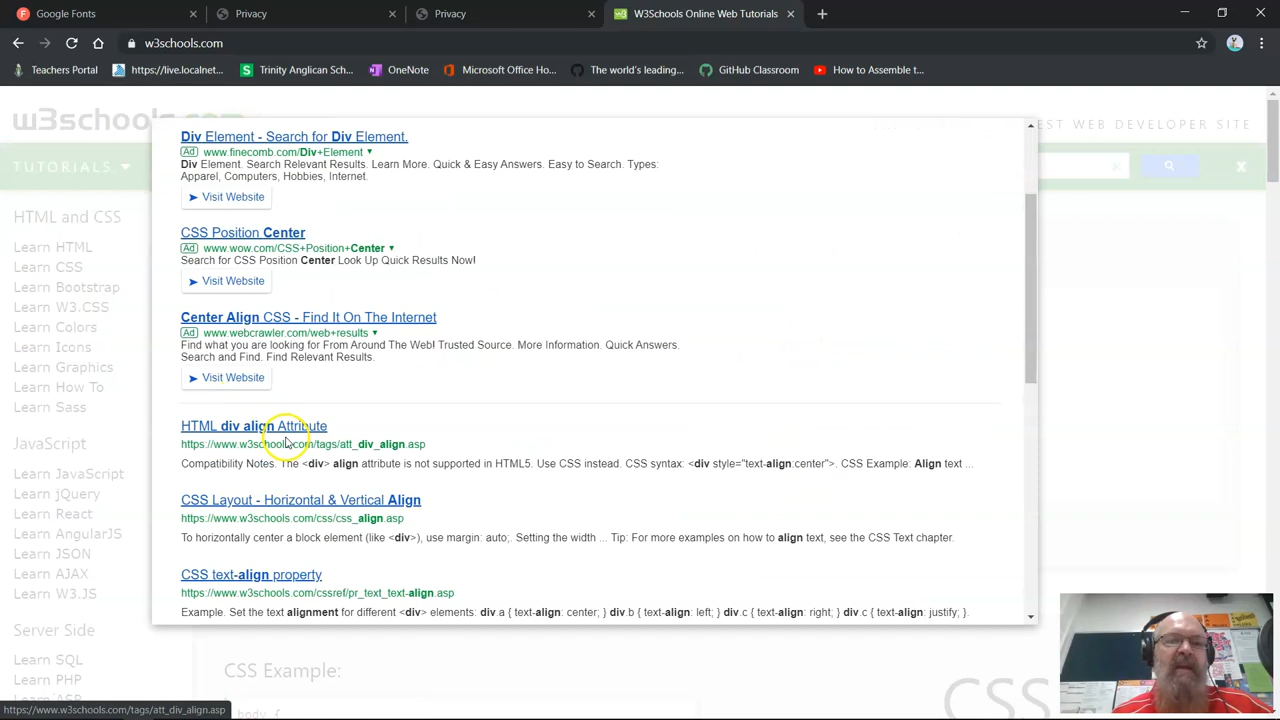 Privacy
Privacy
W3Schools Online Web Tutorials
w3schools.com
Teachers Portal
https://live.localnet...
Trinity Anglican Sch...
OneNote
Microsoft Office Ho...
The world's leading...
GitHub Classroom
How to Assemble t...
w3schools.com
EST WEB DEVELOPER SITE
TUTORIALS
HTML and CSS
Learn HTML
Learn CSS
Learn Bootstrap
Learn W3.CSS
Learn Colors
Learn Icons
Learn Graphics
Learn How To
Learn Sass
JavaScript
Learn JavaScript
Learn jQuery
Learn React
Learn AngularJS
Learn JSON
Learn AJAX
Learn W3.JS
Server Side
Learn SQL
Learn PHP
Learn ASP
Div Element - Search for Div Element.
Ad www.finecomb.com/Div+Element
Div Element. Search Relevant Results. Learn More. Quick & Easy Answers. Easy to Search. Types:
Apparel, Computers, Hobbies, Internet.
Visit Website
CSS Position Center
Ad www.wow.com/CSS+Position+Center
Search for CSS Position Center Look Up Quick Results Now!
Visit Website
Center Align CSS - Find It On The Internet
Ad www.webcrawler.com/web+results
Find what you are looking for From Around The Web! Trusted Source. More Information. Quick Answers.
Search and Find. Find Relevant Results.
Visit Website
HTML div align Attribute
https://www.w3schools.com/tags/att_div_align.asp
Compatibility Notes. The <div> align attribute is not supported in HTML5. Use CSS instead. CSS syntax: <div style="text-align:center">. CSS Example: Align text ...
CSS Layout - Horizontal & Vertical Align
https://www.w3schools.com/css/css_align.asp
To horizontally center a block element (like <div>), use margin: auto;. Setting the width ... Tip: For more examples on how to align text, see the CSS Text chapter.
CSS text-align property
https://www.w3schools.com/cssref/pr_text_text-align.asp
Example. Set the text alignment for different <div> elements: div.a { text-align: center; } div.b { text-align: left; } div.c { text-align: right; } div.c { text-align: justify; }.
CSS Example:
body {
CSS
https://www.w3schools.com/tags/att_div_align.asp